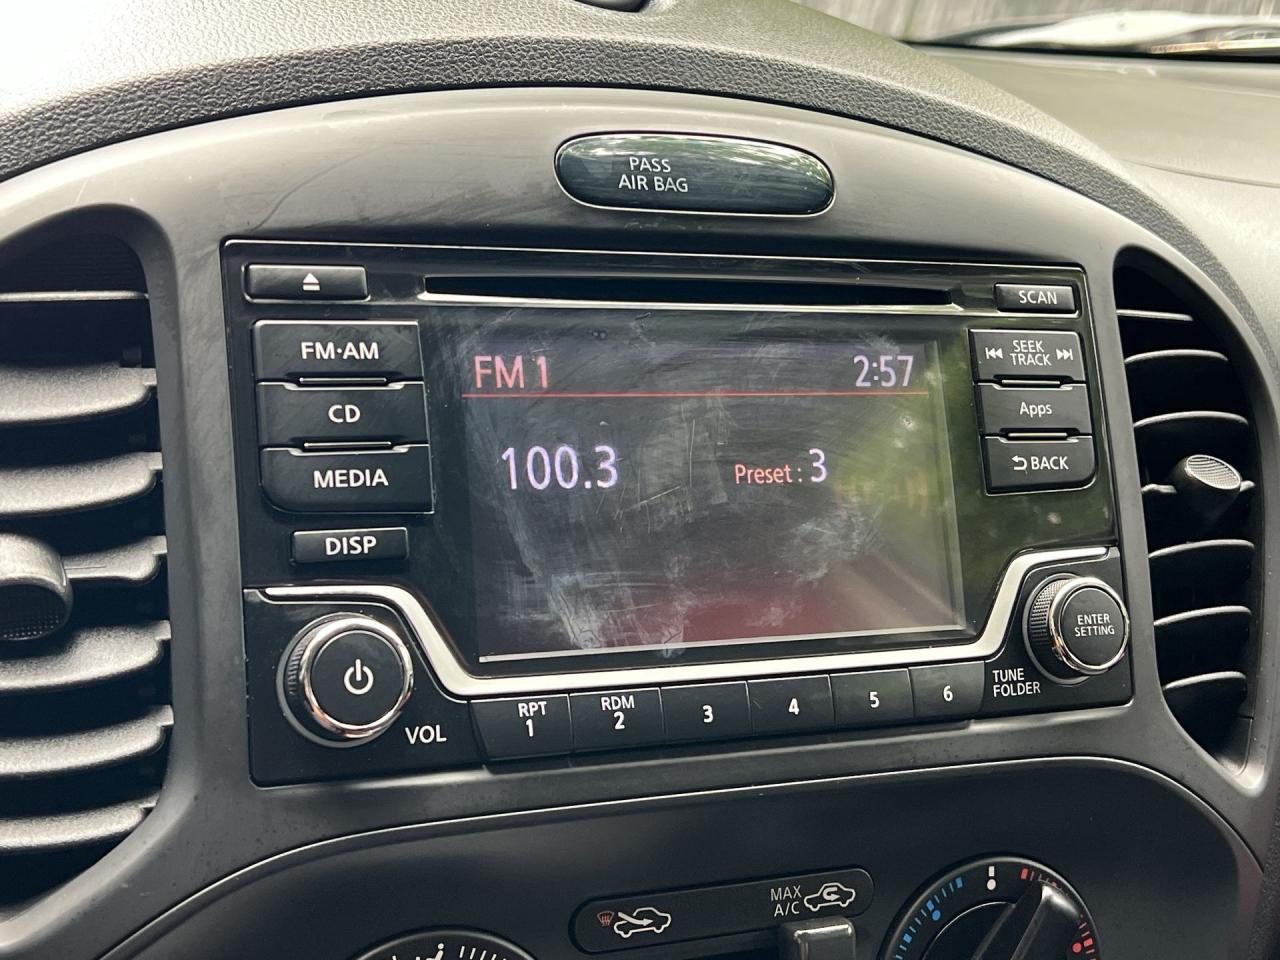 PASS
AIR BAG
SCAN
FM·AM
CD
MEDIA
DISP
FM 1
2:57
100.3
Preset : 3
SEEK
TRACK
Apps
BACK
ENTER
SETTING
TUNE
FOLDER
VOL
RPT
1
RDM
2
3
4
5
6
MAX
A/C